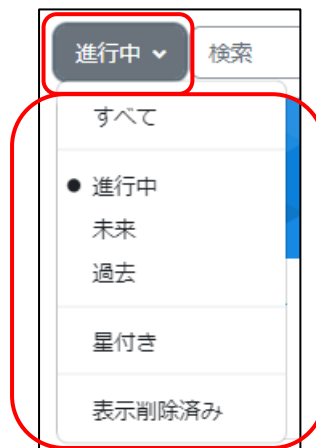 進行中 検索
すべて
進行中
未来
過去
星付き
表示削除済み